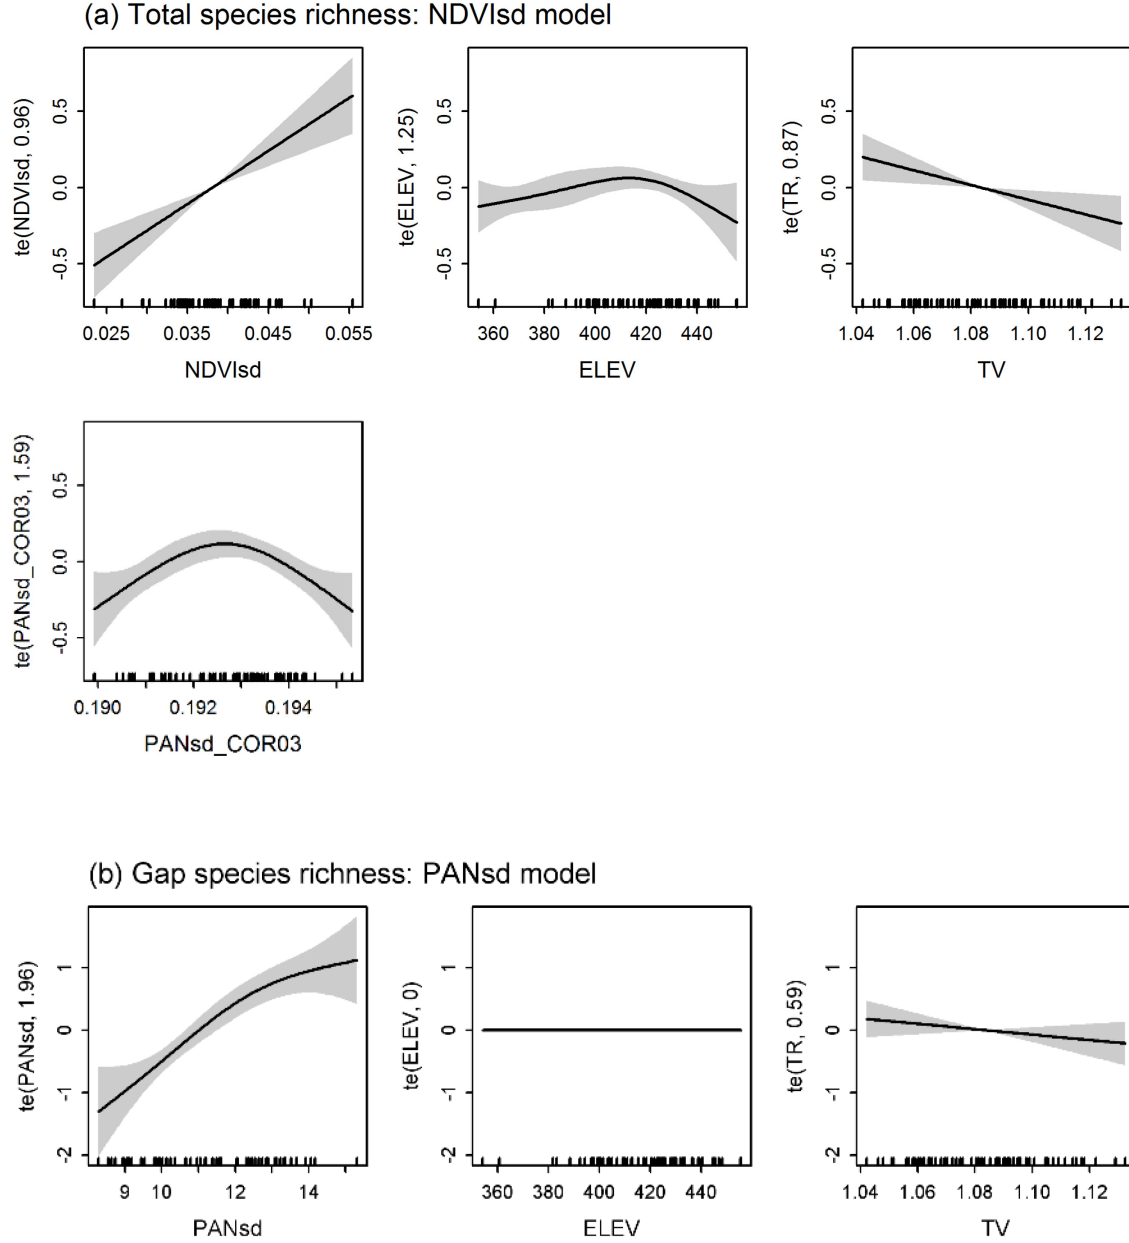 (a) Total species richness: NDVIsd model
te(NDVIsd, 0.96)
0.5
0.0
-0.5
0.025 0.035 0.045 0.055
NDVIsd
te(ELEV, 1.25)
0.5
0.0
-0.5
360 380 400 420 440
ELEV
te(TR, 0.87)
0.5
0.0
-0.5
1.04 1.06 1.08 1.10 1.12
TV
te(PANsd_COR03, 1.59)
0.5
0.0
-0.5
0.190 0.192 0.194
PANsd_COR03
(b) Gap species richness: PANsd model
te(PANsd, 1.96)
1
0
-1
-2
9 10 12 14
PANsd
te(ELEV, 0)
1
0
-1
-2
360 380 400 420 440
ELEV
te(TR, 0.59)
1
0
-1
-2
1.04 1.06 1.08 1.10 1.12
TV